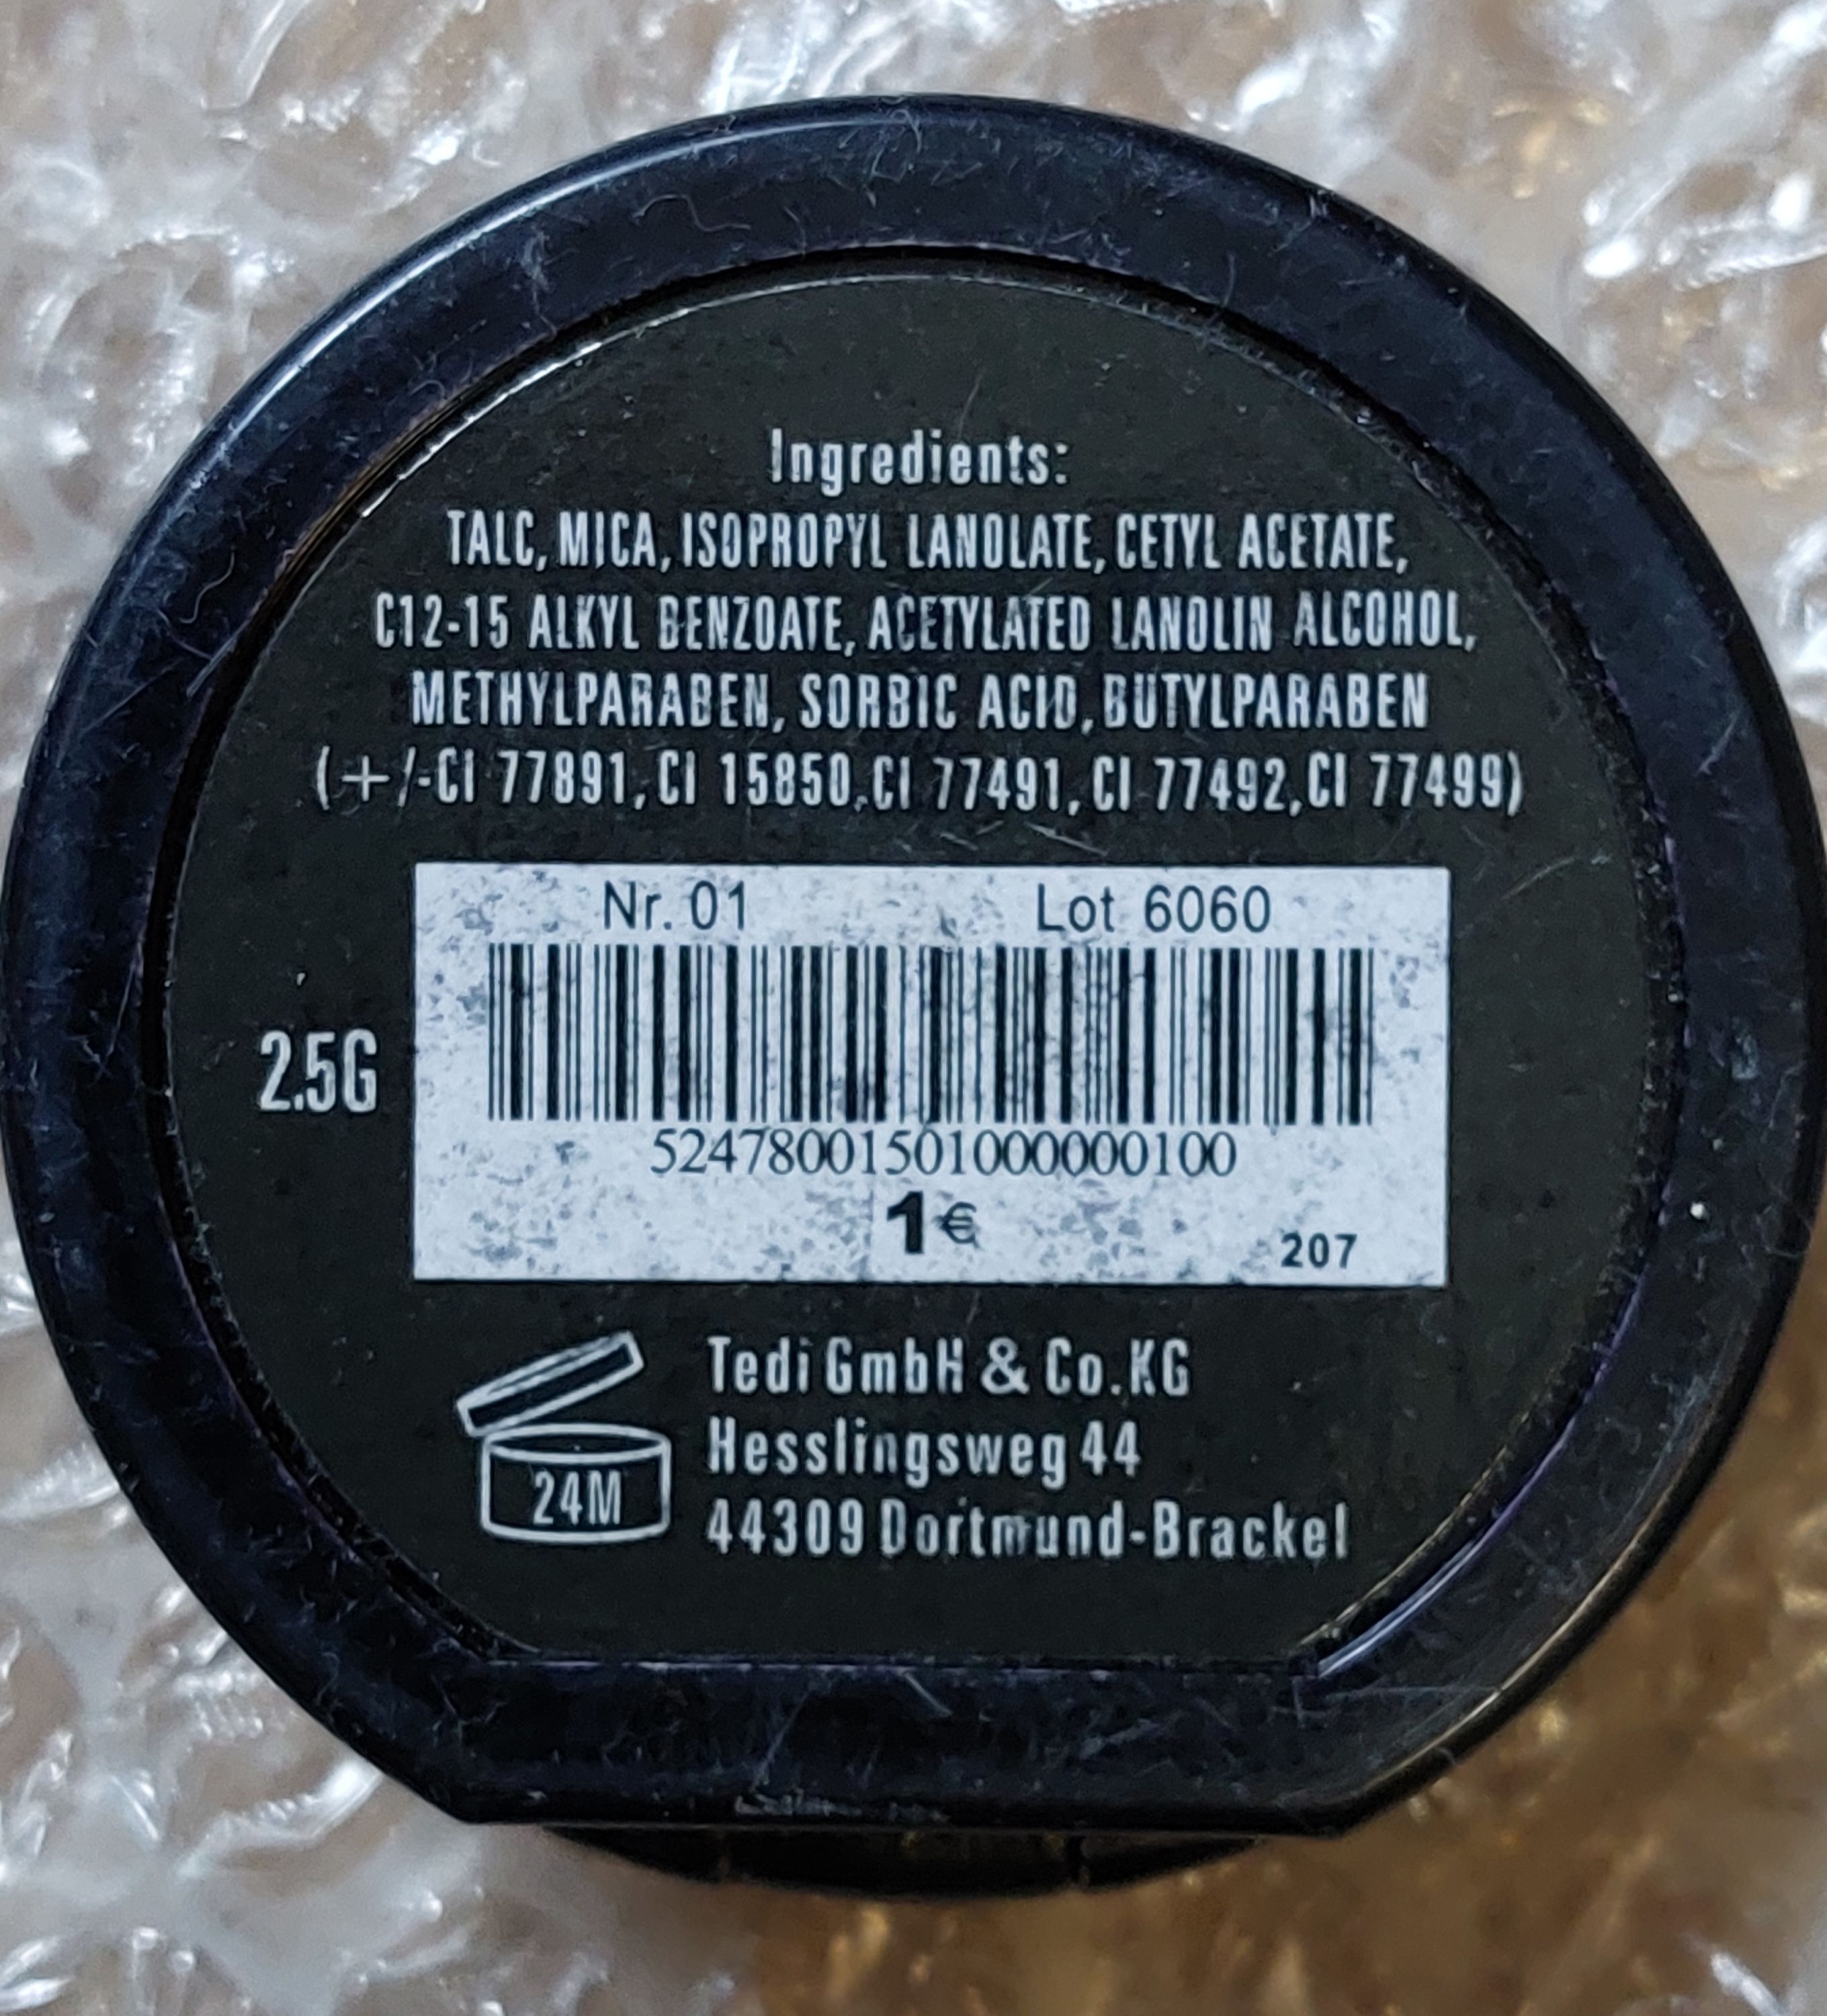 Ingredients:
TALC, MICA, ISOPROPYL LANOLATE, CETYL ACETATE,
C12-15 ALKYL BENZOATE, ACETYLATED LANOLIN ALCOHOL,
METHYLPARABEN, SORBIC ACID, BUTYLPARABEN
(+/-CI 77891, CI 15850, CI 77491, CI 77492, CI 77499)
Nr. 01 Lot 6060
2.5G
52478001501000000100
1€
207
24M
Tedi GmbH & Co.KG
Hesslingsweg 44
44309 Dortmund-Brackel